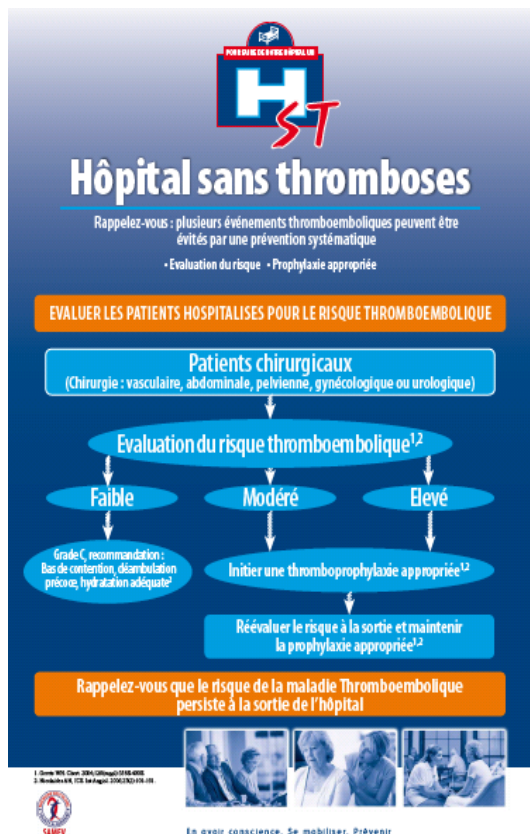 POUR FAIRE DE VOTRE HÔPITAL UN
H
ST
Hôpital sans thromboses
Rappelez-vous : plusieurs événements thromboemboliques peuvent être
évités par une prévention systématique
• Evaluation du risque • Prophylaxie appropriée
EVALUER LES PATIENTS HOSPITALISES POUR LE RISQUE THROMBOEMBOLIQUE
Patients chirurgicaux
(Chirurgie : vasculaire, abdominale, pelvienne, gynécologique ou urologique)
Evaluation du risque thromboembolique1,2
Faible
Modéré
Elevé
Grade C, recommandation :
Bas de contention, déambulation
précoce, hydratation adéquate2
Initier une thromboprophylaxie appropriée1,2
Réévaluer le risque à la sortie et maintenir
la prophylaxie appropriée1,2
Rappelez-vous que le risque de la maladie Thromboembolique
persiste à la sortie de l'hôpital
SAMEV
En avoir conscience. Se mobiliser. Prévenir